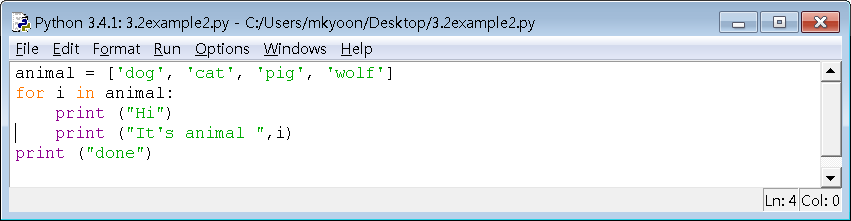 Python 3.4.1: 3.2example2.py - C:/Users/mkyoon/Desktop/3.2example2.py
File Edit Format Run Options Windows Help
animal = ['dog', 'cat', 'pig', 'wolf']
for i in animal:
    print ("Hi")
    print ("It's animal ",i)
print ("done")
Ln: 4 Col: 0